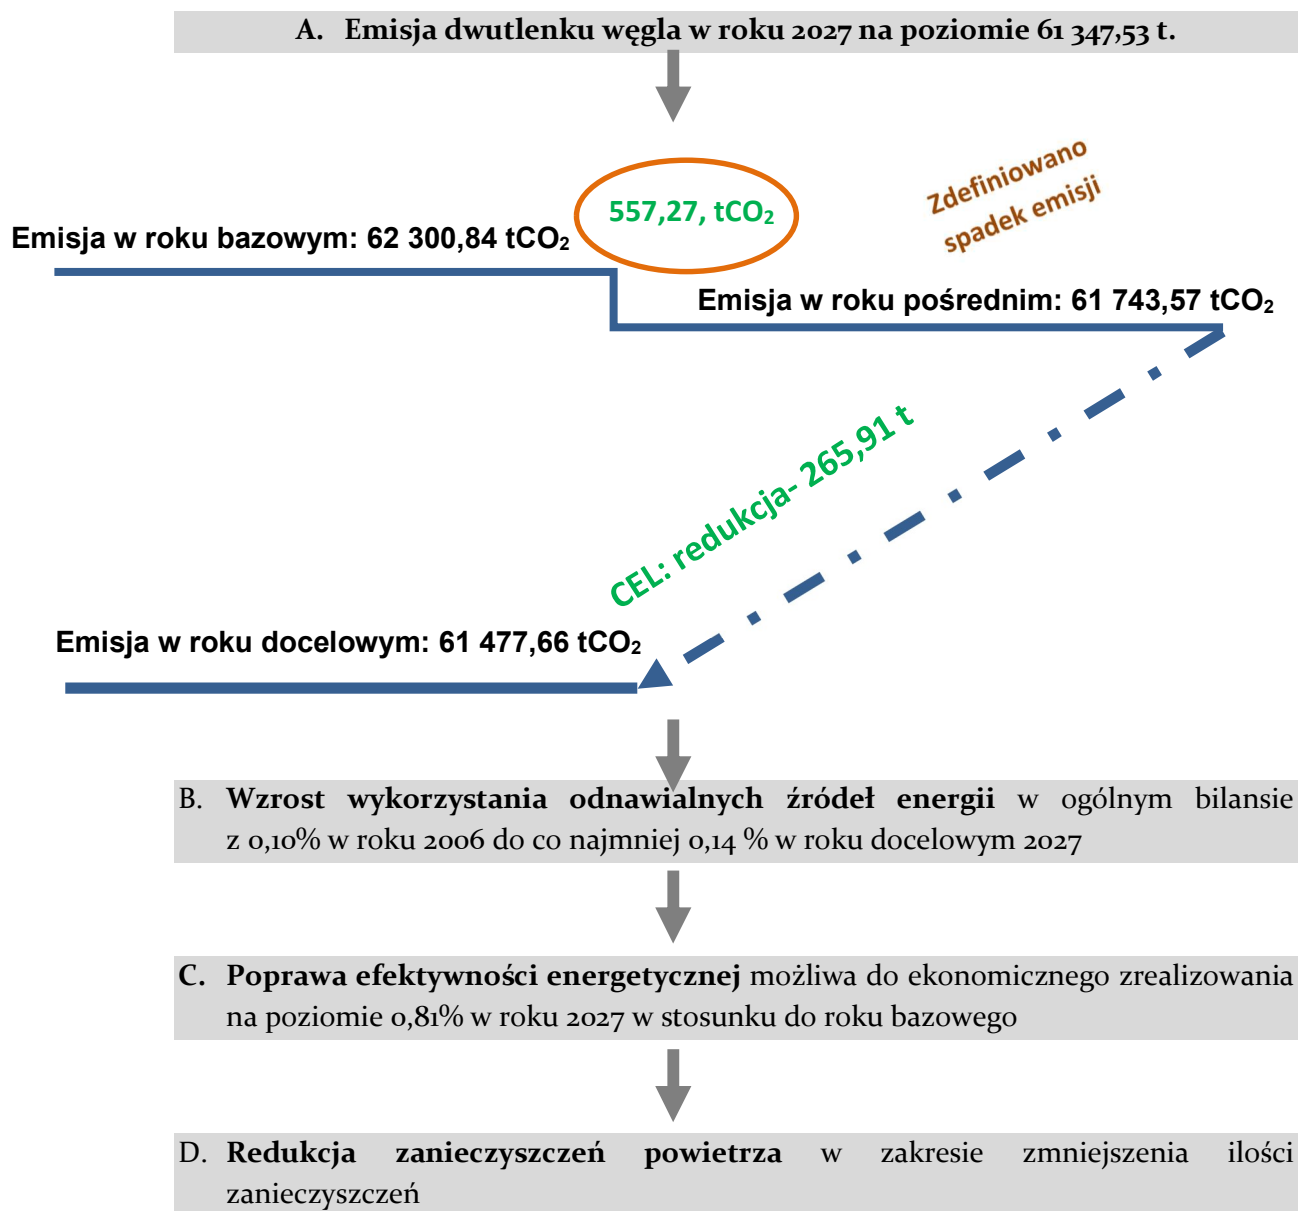 A. Emisja dwutlenku węgla w roku 2027 na poziomie 61 347,53 t.
557,27, tCO₂
Zdefiniowano
spadek emisji
Emisja w roku bazowym: 62 300,84 tCO₂
Emisja w roku pośrednim: 61 743,57 tCO₂
CEL: redukcja- 265,91 t
Emisja w roku docelowym: 61 477,66 tCO₂
B. Wzrost wykorzystania odnawialnych źródeł energii w ogólnym bilansie
z 0,10% w roku 2006 do co najmniej 0,14 % w roku docelowym 2027
C. Poprawa efektywności energetycznej możliwa do ekonomicznego zrealizowania
na poziomie 0,81% w roku 2027 w stosunku do roku bazowego
D. Redukcja zanieczyszczeń powietrza w zakresie zmniejszenia ilości
zanieczyszczeń